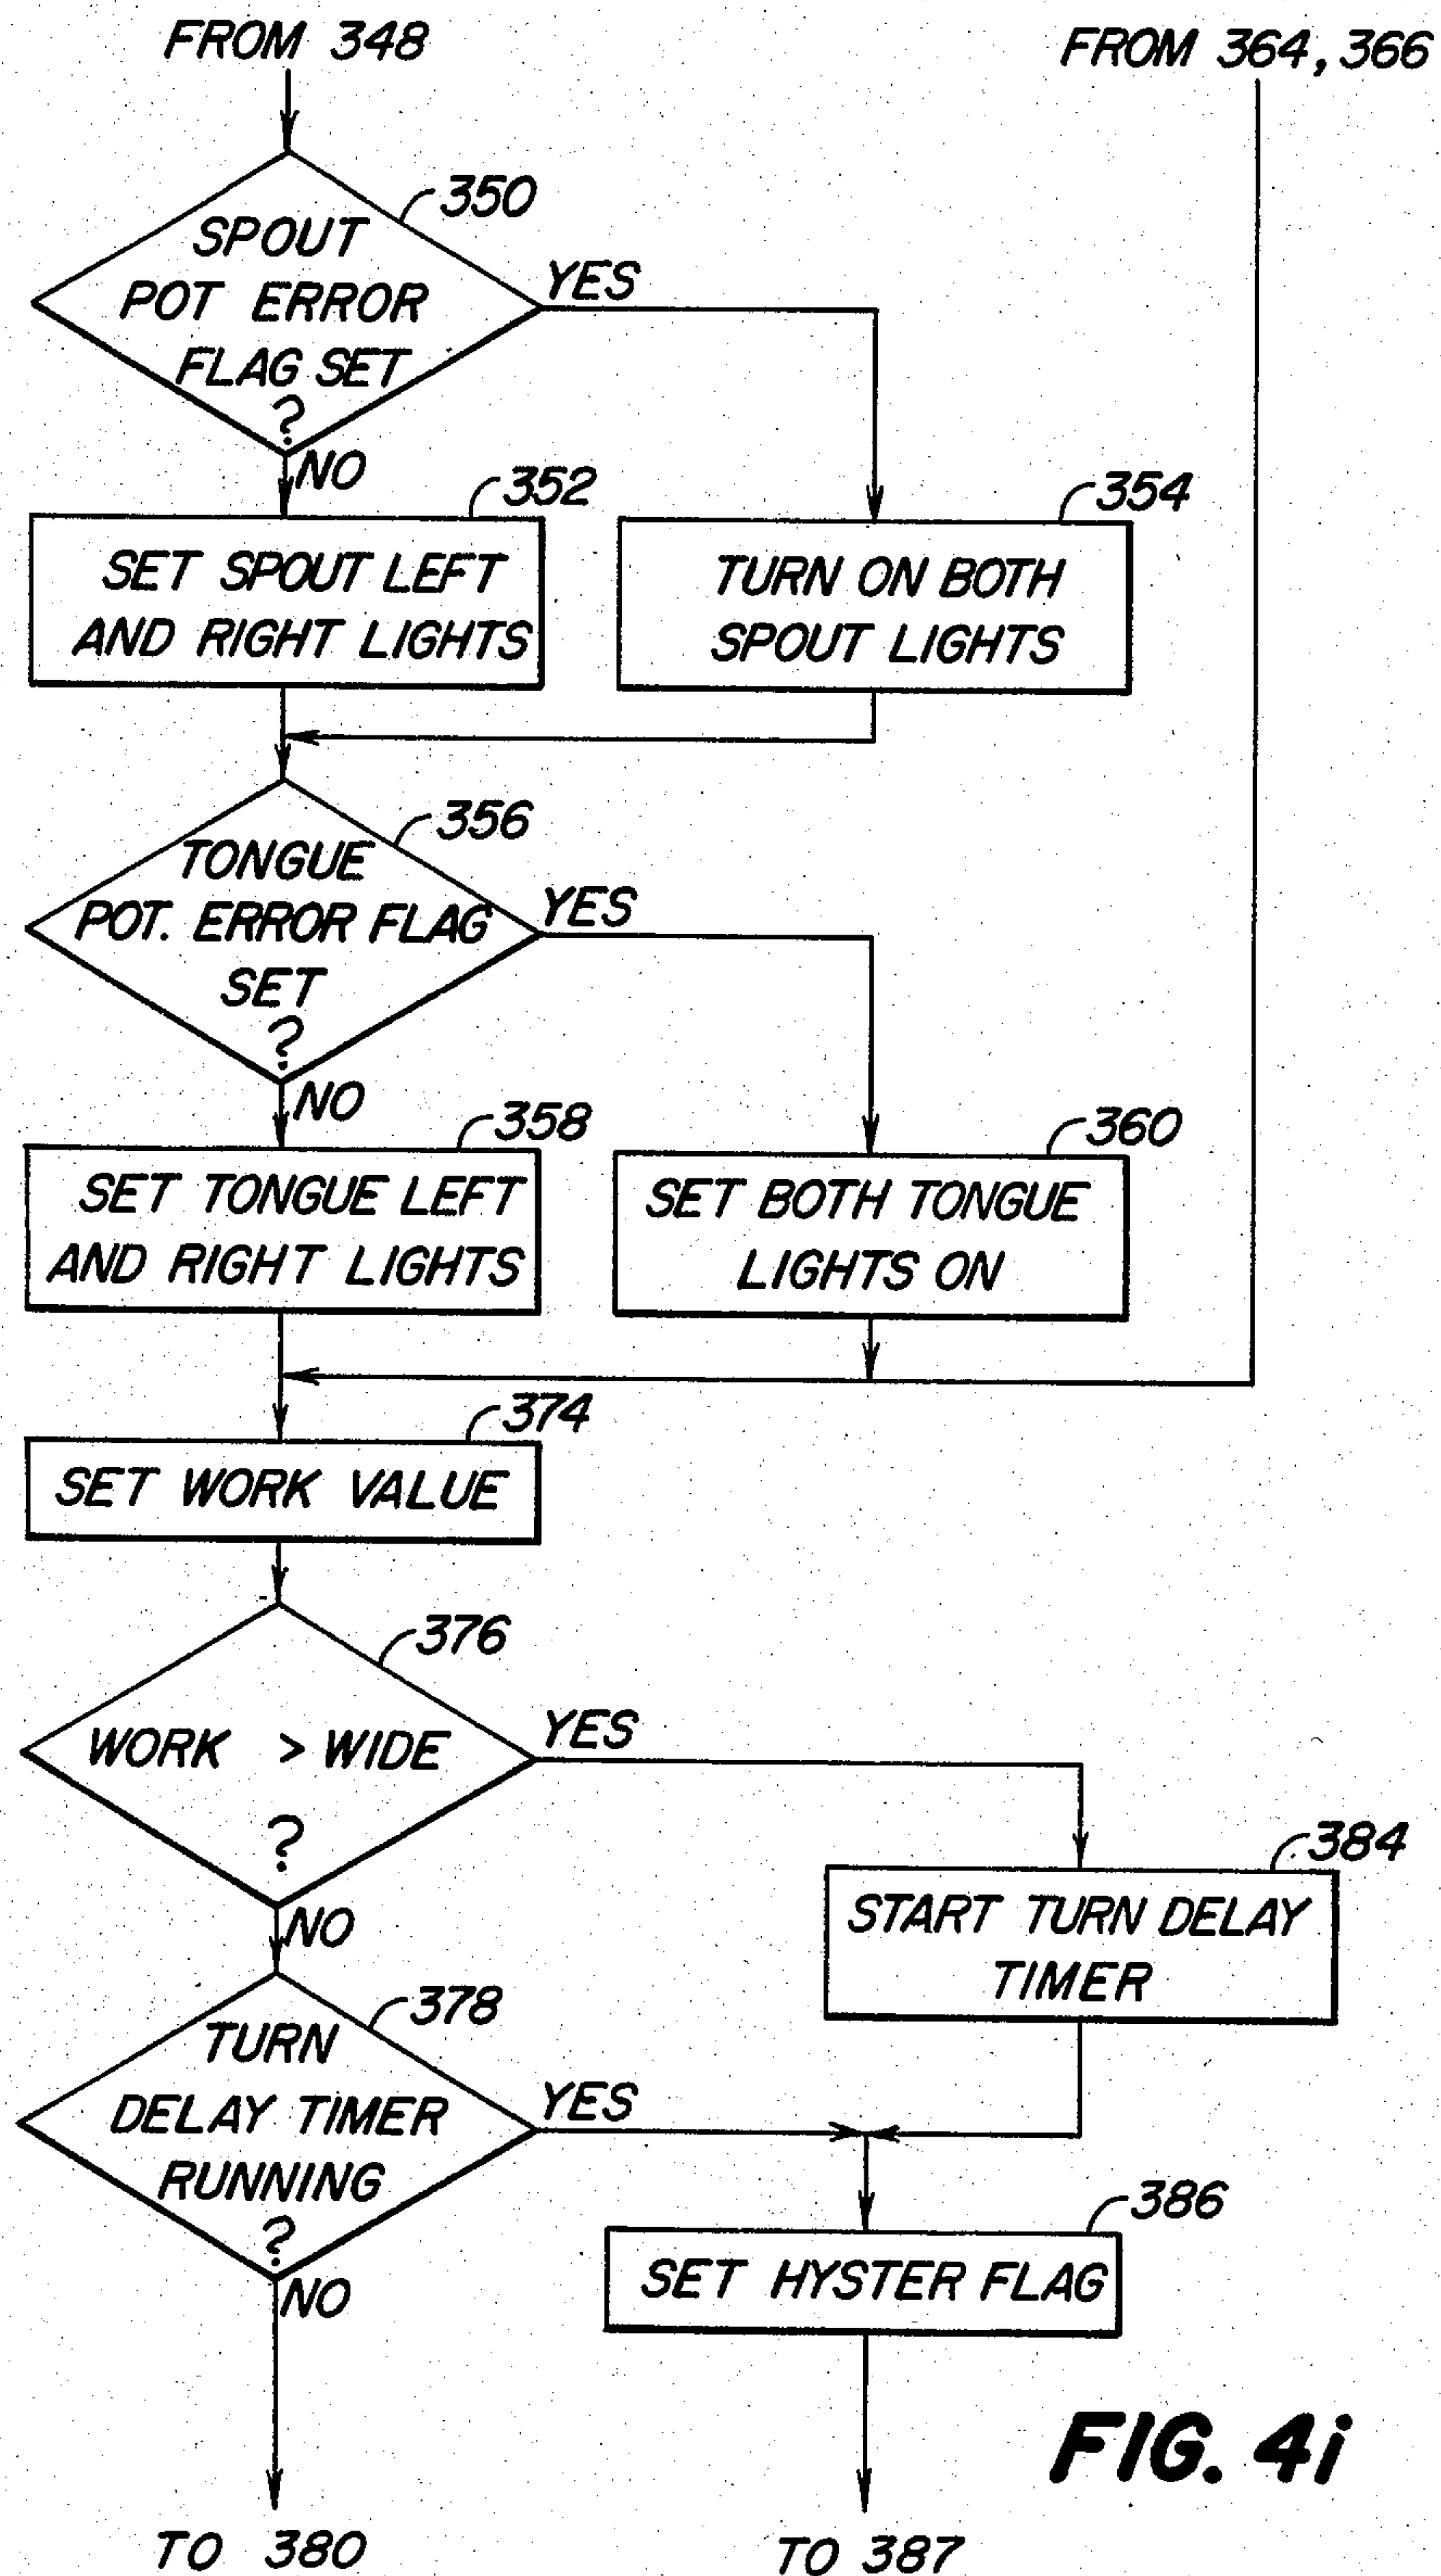 FROM 348
FROM 364, 366
350
SPOUT
POT ERROR
FLAG SET
?
YES
NO
352
SET SPOUT LEFT
AND RIGHT LIGHTS
354
TURN ON BOTH
SPOUT LIGHTS
356
TONGUE
POT. ERROR FLAG
SET
?
YES
NO
358
SET TONGUE LEFT
AND RIGHT LIGHTS
360
SET BOTH TONGUE
LIGHTS ON
374
SET WORK VALUE
376
WORK > WIDE
?
YES
NO
384
START TURN DELAY
TIMER
378
TURN
DELAY TIMER
RUNNING
?
YES
NO
386
SET HYSTER FLAG
TO 380
TO 387
FIG. 4i